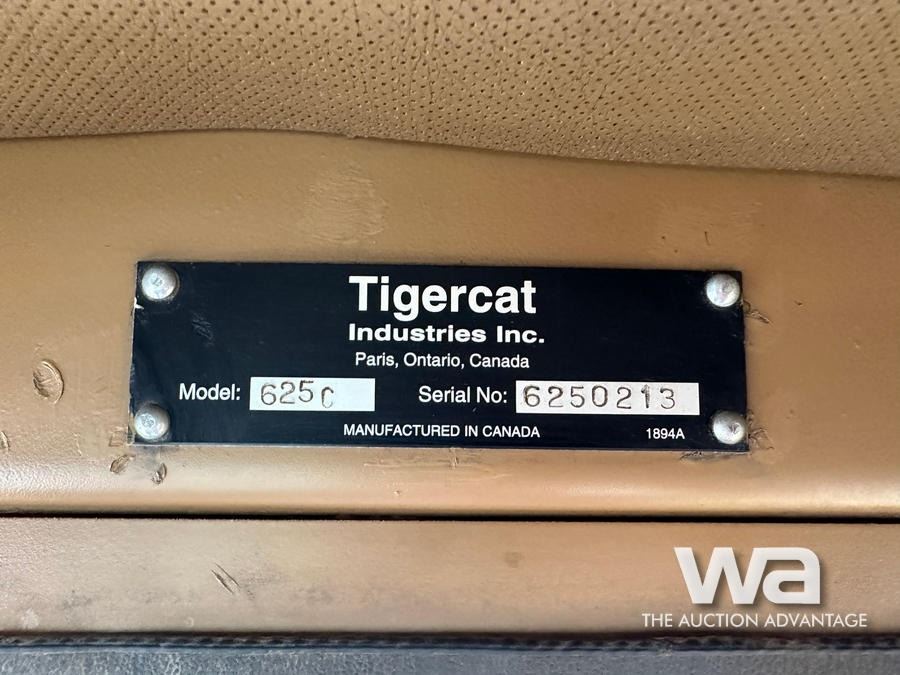 Tigercat
Industries Inc.
Paris, Ontario, Canada
Model: 625C Serial No: 6250213
MANUFACTURED IN CANADA 1894A
wa
THE AUCTION ADVANTAGE